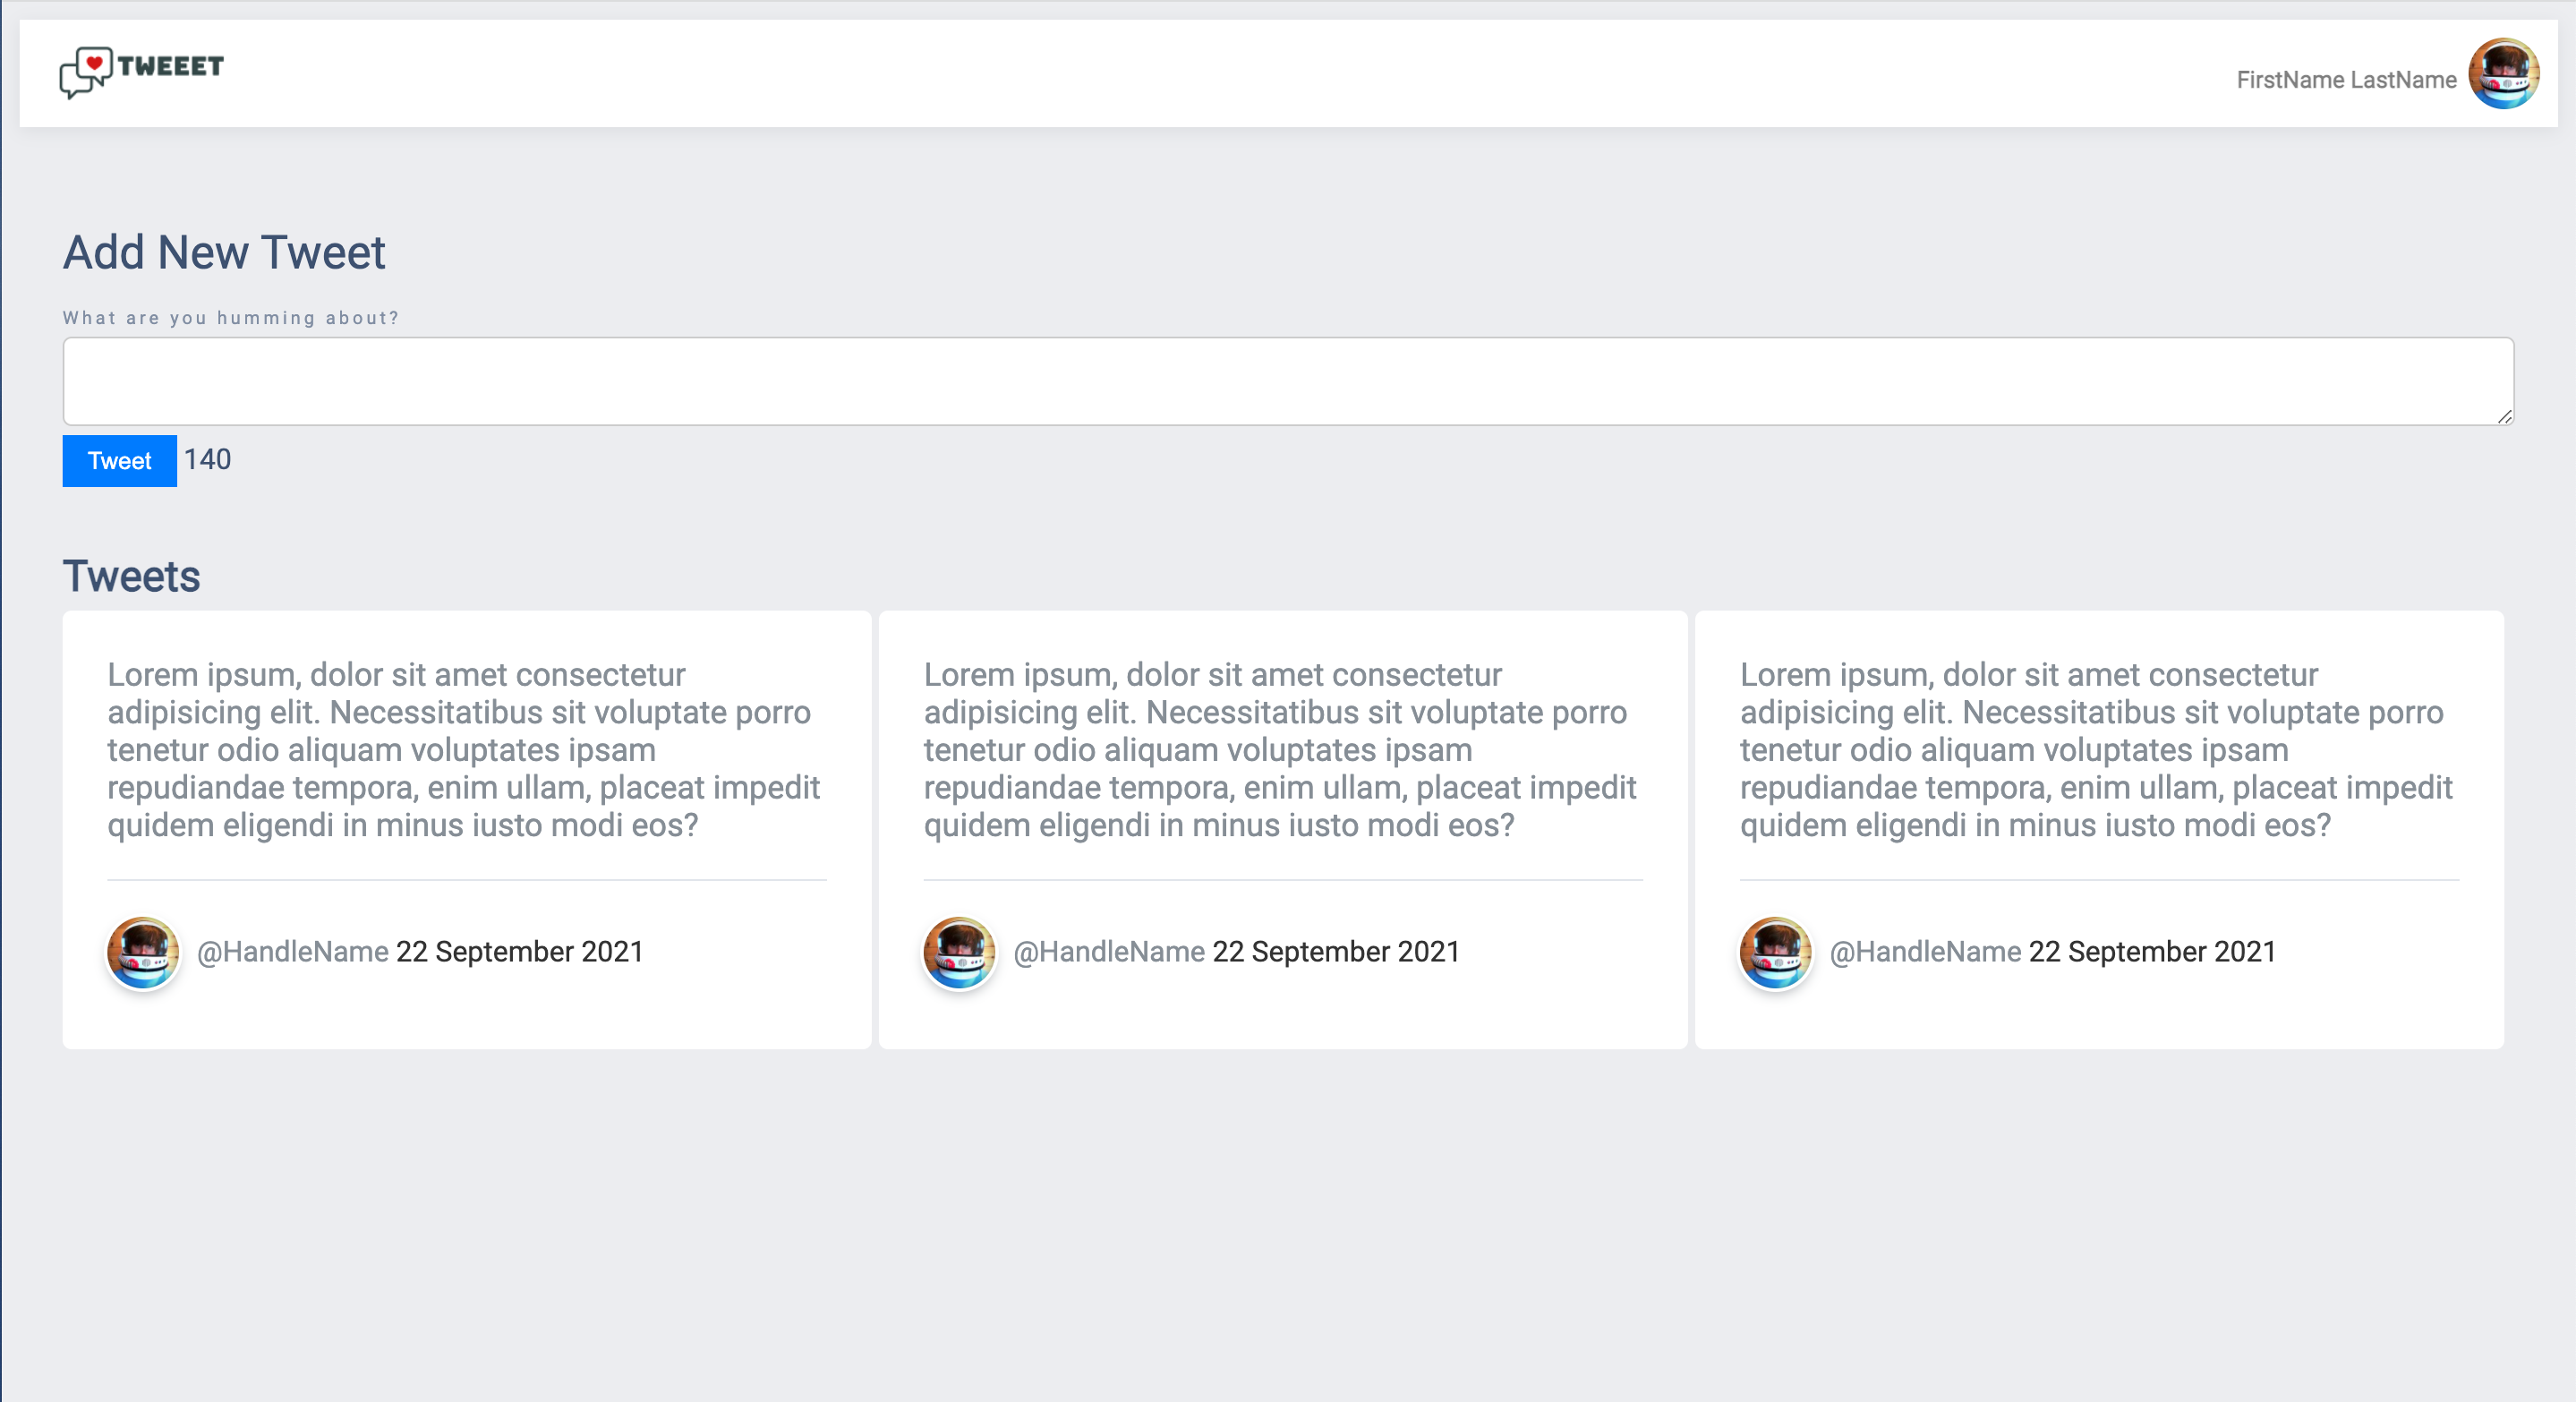 TWEEET
FirstName LastName
Add New Tweet
What are you humming about?
Tweet 140
Tweets
Lorem ipsum, dolor sit amet consectetur
adipisicing elit. Necessitatibus sit voluptate porro
tenetur odio aliquam voluptates ipsam
repudiandae tempora, enim ullam, placeat impedit
quidem eligendi in minus iusto modi eos?
@HandleName 22 September 2021
Lorem ipsum, dolor sit amet consectetur
adipisicing elit. Necessitatibus sit voluptate porro
tenetur odio aliquam voluptates ipsam
repudiandae tempora, enim ullam, placeat impedit
quidem eligendi in minus iusto modi eos?
@HandleName 22 September 2021
Lorem ipsum, dolor sit amet consectetur
adipisicing elit. Necessitatibus sit voluptate porro
tenetur odio aliquam voluptates ipsam
repudiandae tempora, enim ullam, placeat impedit
quidem eligendi in minus iusto modi eos?
@HandleName 22 September 2021